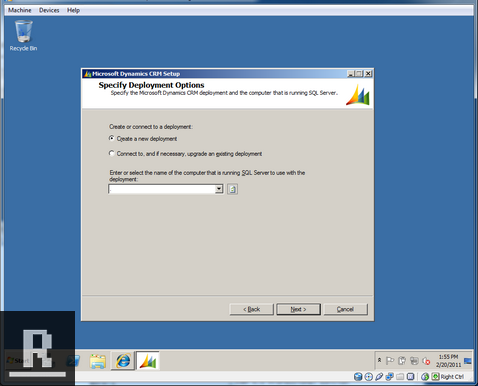 Machine Devices Help
Recycle Bin
Microsoft Dynamics CRM Setup
Specify Deployment Options
Specify the Microsoft Dynamics CRM deployment and the computer that is running SQL Server.
Create or connect to a deployment:
Create a new deployment
Connect to, and if necessary, upgrade an existing deployment
Enter or select the name of the computer that is running SQL Server to use with the
deployment:
< Back Next > Cancel
R
Start
1:55 PM
2/20/2011
Right Ctrl